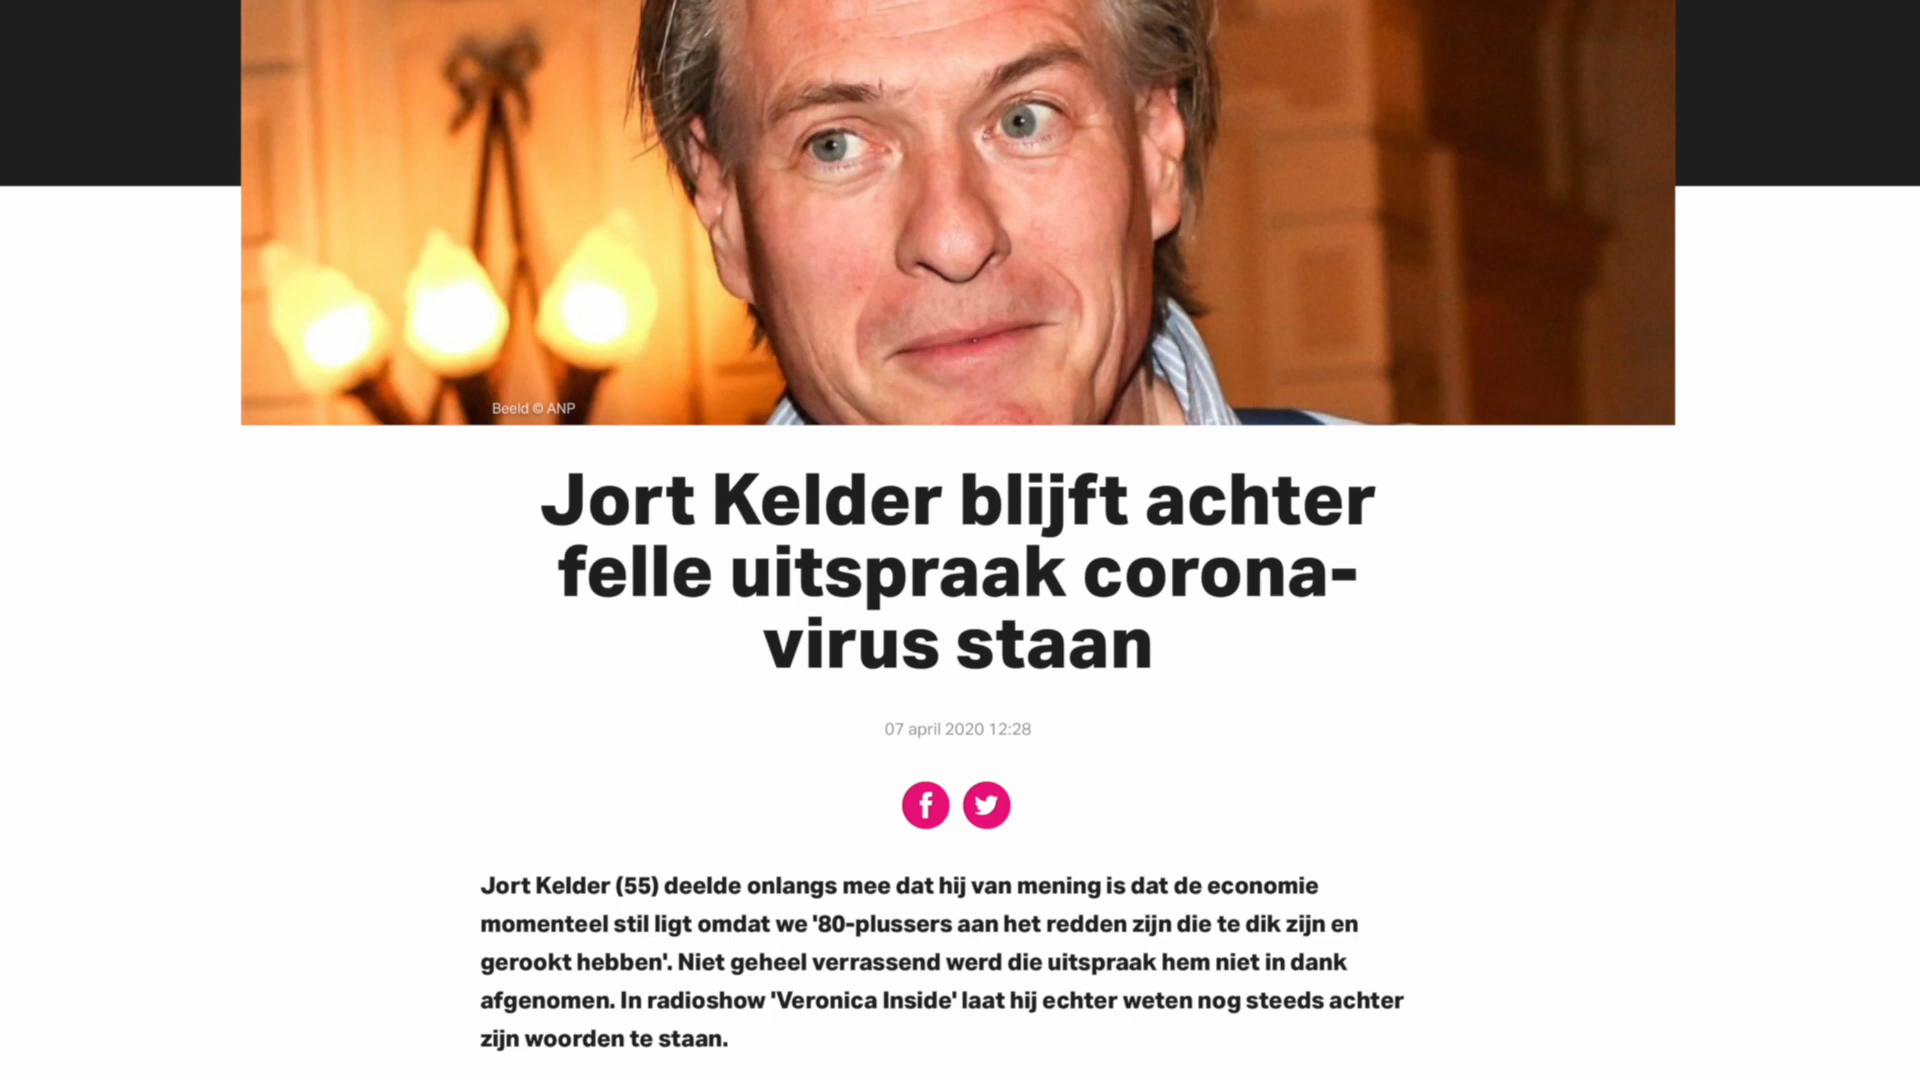 Beeld © ANP
Jort Kelder blijft achter
felle uitspraak corona-
virus staan
07 april 2020 12:28
Jort Kelder (55) deelde onlangs mee dat hij van mening is dat de economie
momenteel stil ligt omdat we '80-plussers aan het redden zijn die te dik zijn en
gerookt hebben'. Niet geheel verrassend werd die uitspraak hem niet in dank
afgenomen. In radioshow 'Veronica Inside' laat hij echter weten nog steeds achter
zijn woorden te staan.